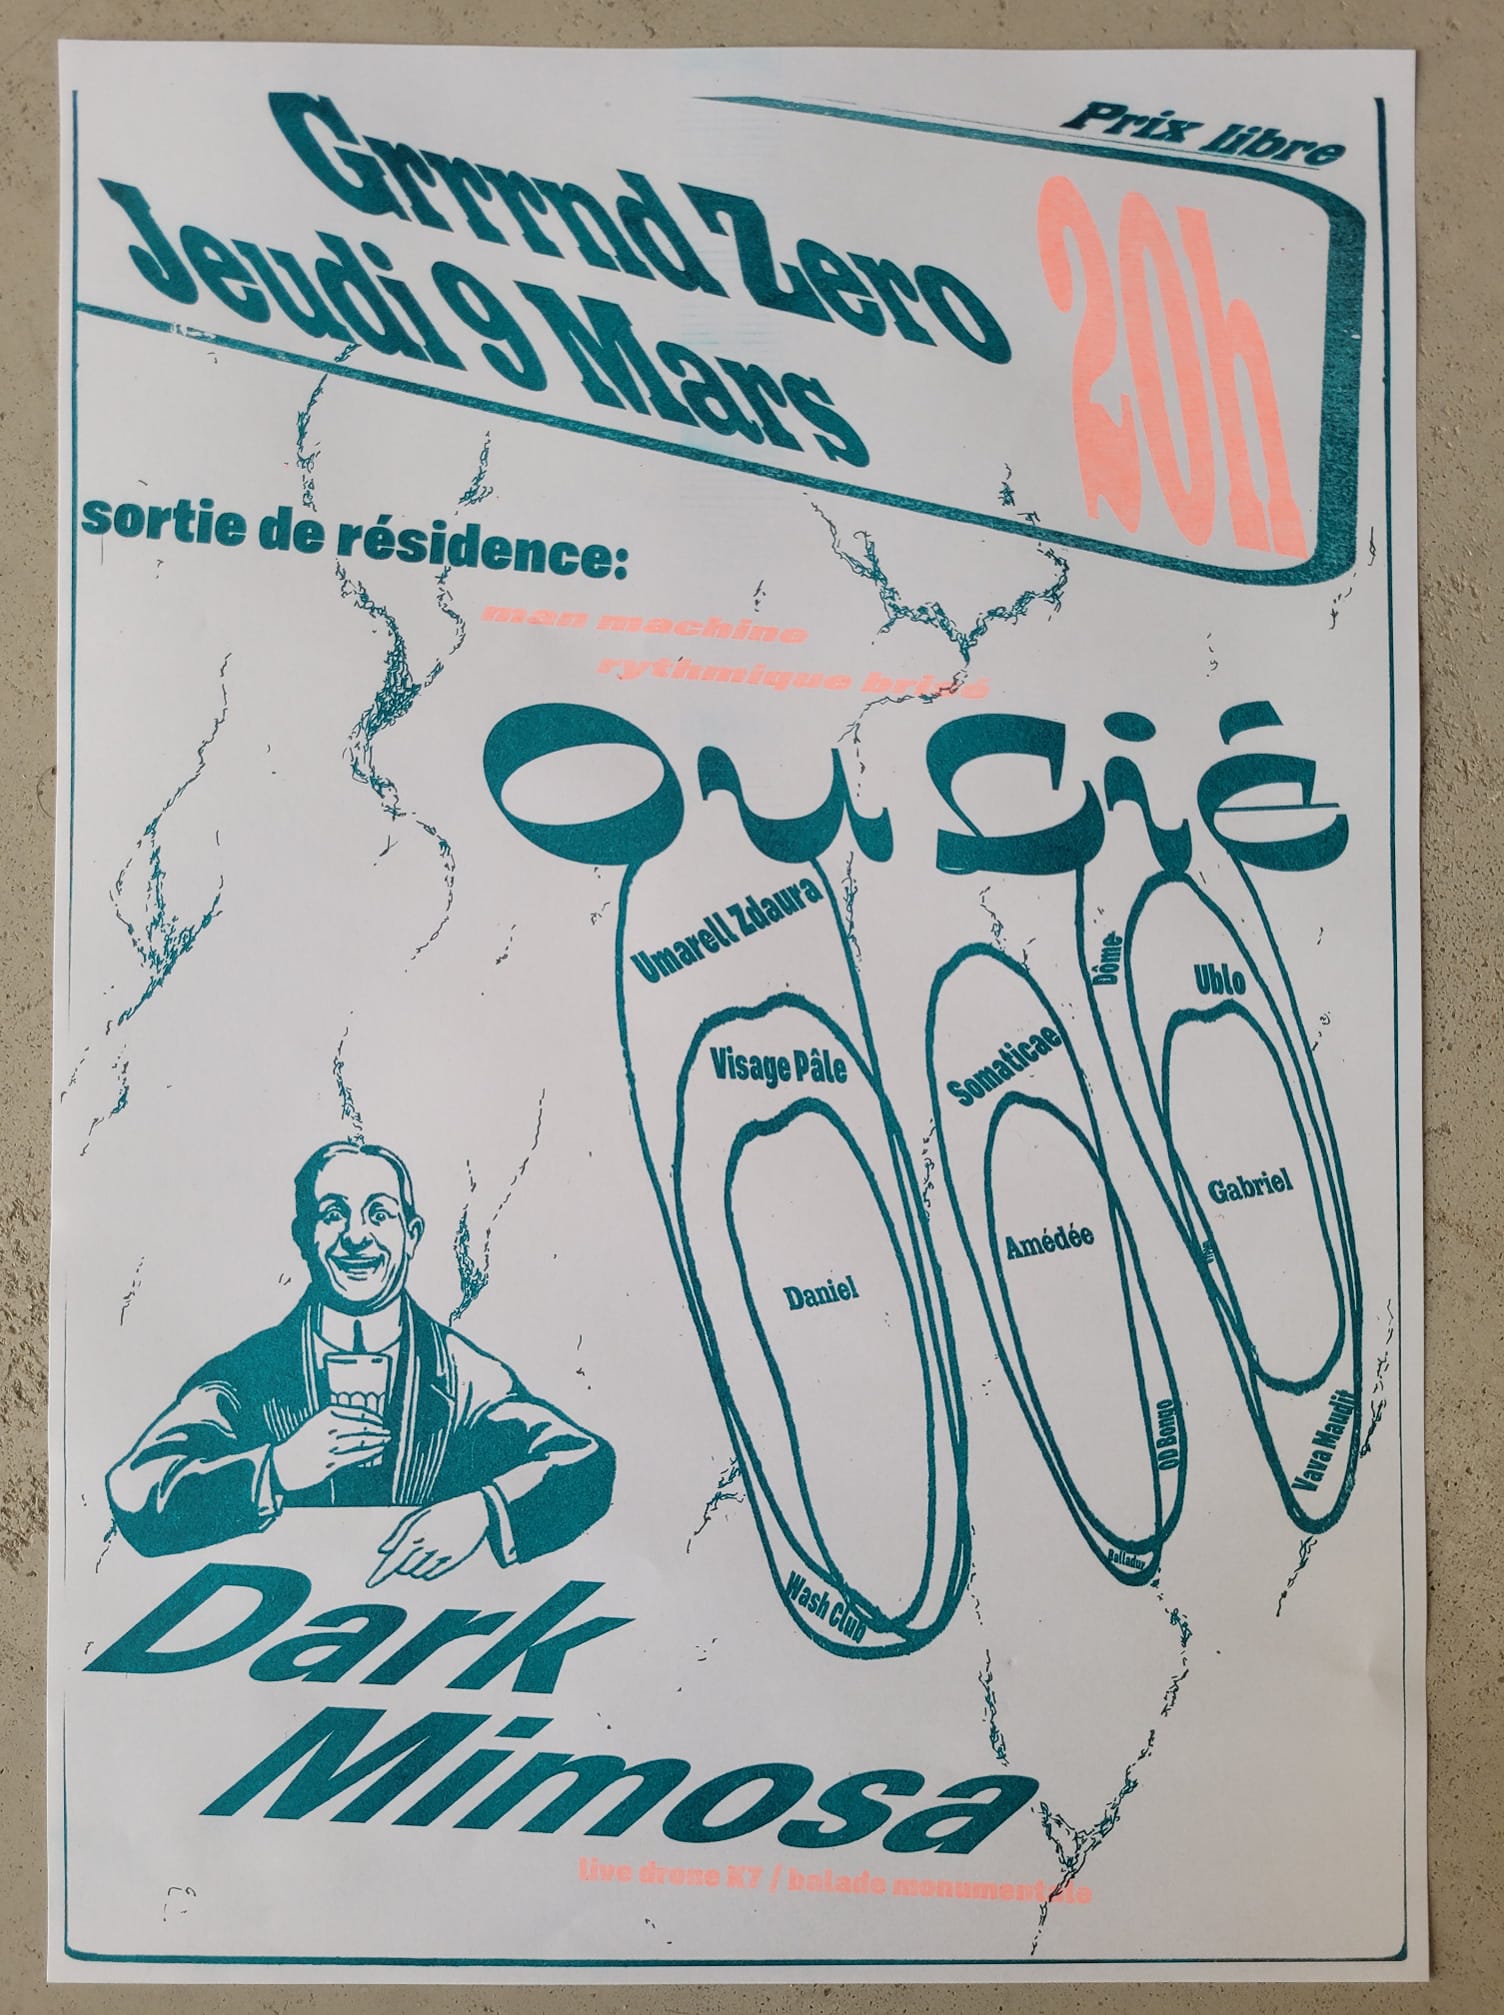 Prix libre
Grrrnd Zero
Jeudi 9 Mars
20h
sortie de résidence:
man machine
rythmique brisé
Ou Cié
Umarell Zdaura
Visage Pâle
Daniel
Wash Club
Somaticae
Amédée
OD Bongo
Balladur
Dôme
Ublo
Gabriel
Vava Maudit
Dark
Mimosa
Live drone K7 / balade monumentale